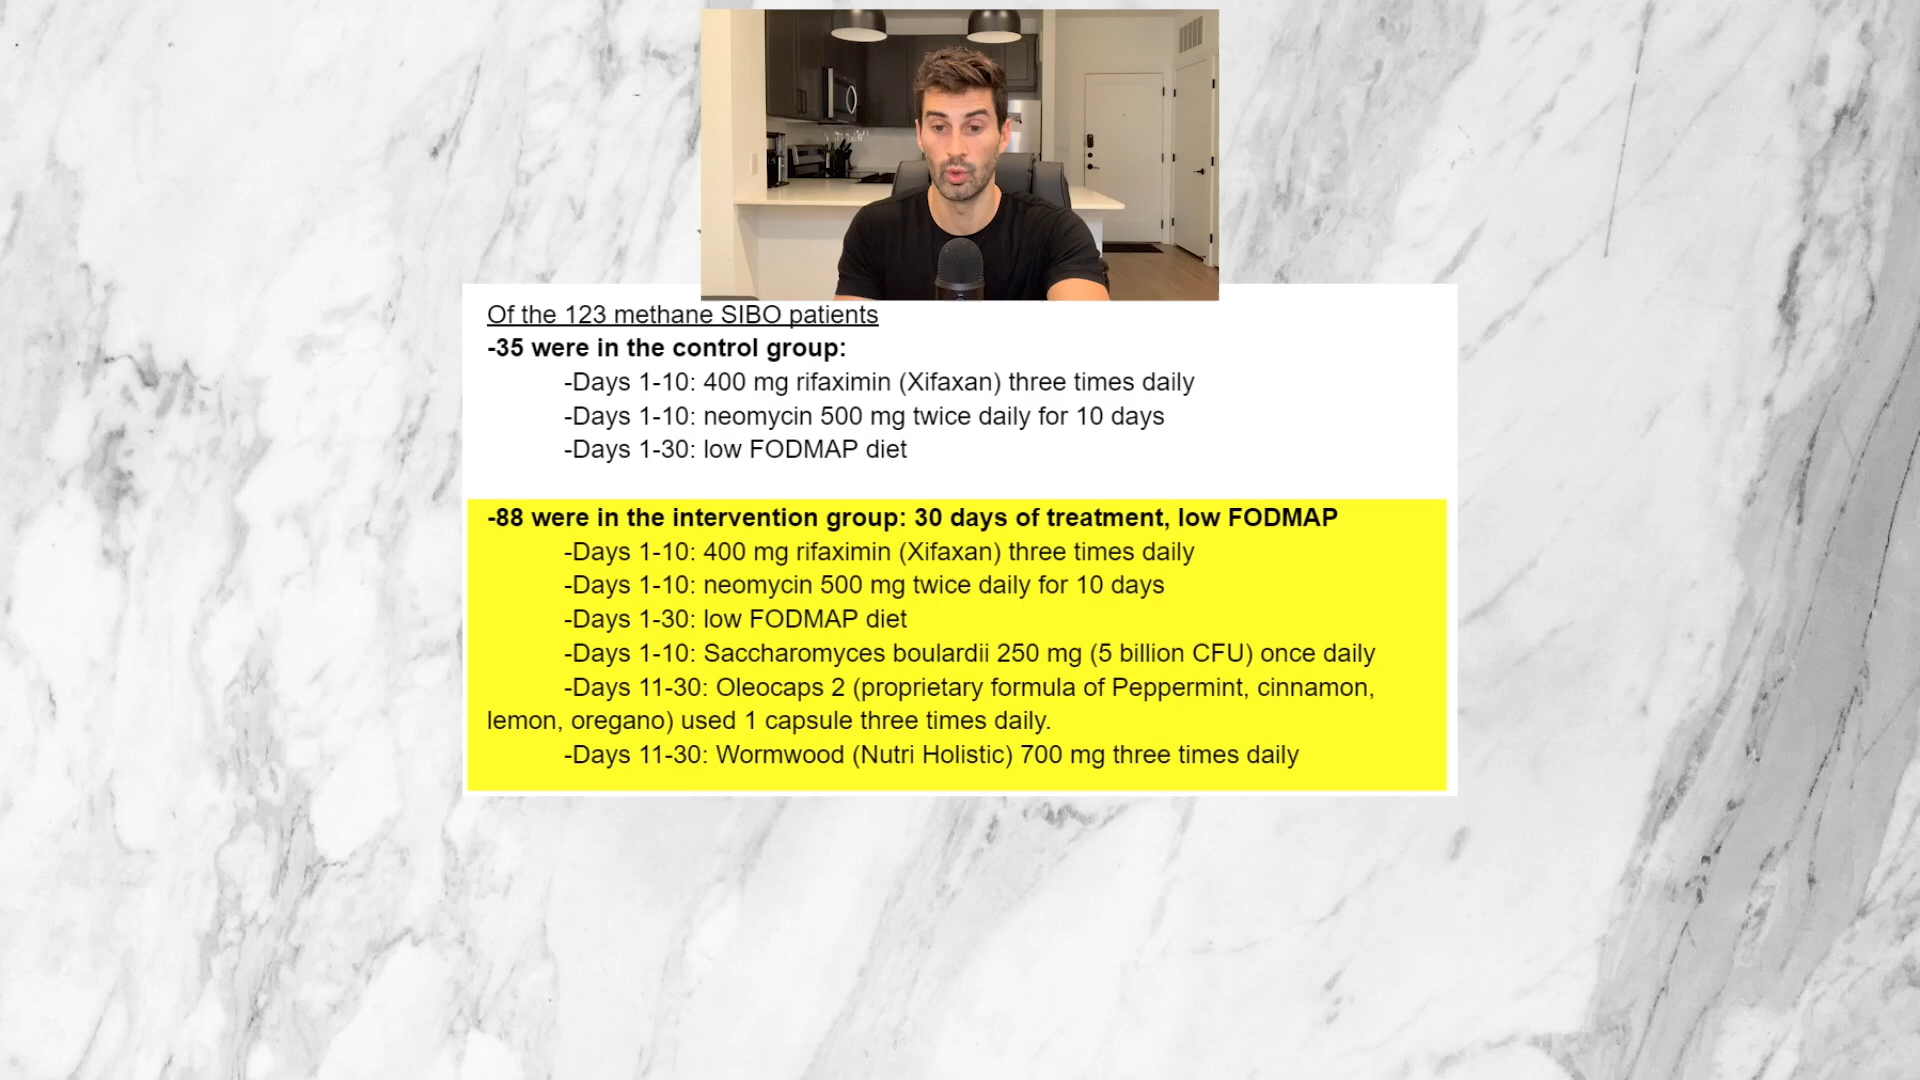 Of the 123 methane SIBO patients
-35 were in the control group:
-Days 1-10: 400 mg rifaximin (Xifaxan) three times daily
-Days 1-10: neomycin 500 mg twice daily for 10 days
-Days 1-30: low FODMAP diet
-88 were in the intervention group: 30 days of treatment, low FODMAP
-Days 1-10: 400 mg rifaximin (Xifaxan) three times daily
-Days 1-10: neomycin 500 mg twice daily for 10 days
-Days 1-30: low FODMAP diet
-Days 1-10: Saccharomyces boulardii 250 mg (5 billion CFU) once daily
-Days 11-30: Oleocaps 2 (proprietary formula of Peppermint, cinnamon,
lemon, oregano) used 1 capsule three times daily.
-Days 11-30: Wormwood (Nutri Holistic) 700 mg three times daily